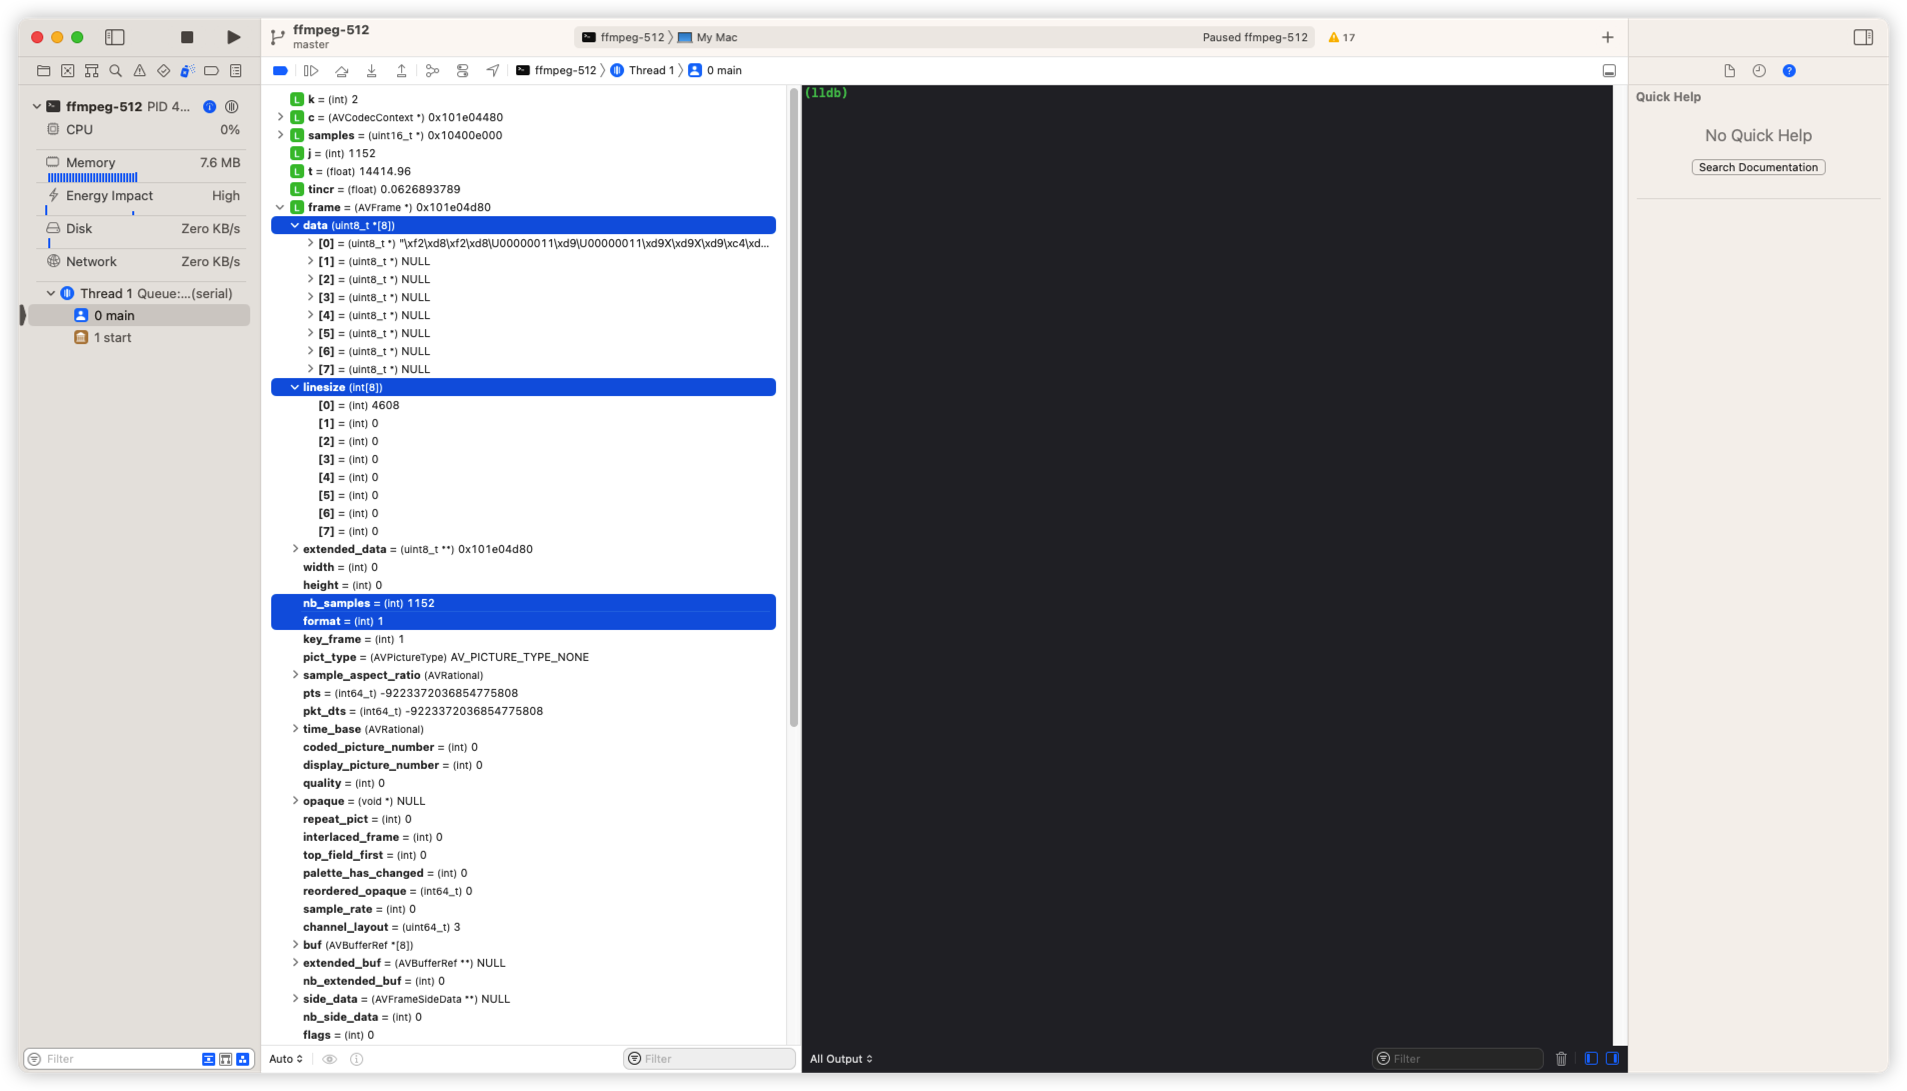 ffmpeg-512
master
ffmpeg-512 〉 My Mac
Paused ffmpeg-512
17
ffmpeg-512 〉 Thread 1 〉 0 main
ffmpeg-512 PID 4...
CPU 0%
Memory 7.6 MB
Energy Impact High
Disk Zero KB/s
Network Zero KB/s
Thread 1 Queue:...(serial)
0 main
1 start
Filter
L k = (int) 2
L c = (AVCodecContext *) 0x101e04480
L samples = (uint16_t *) 0x10400e000
L j = (int) 1152
L t = (float) 14414.96
L tincr = (float) 0.0626893789
L frame = (AVFrame *) 0x101e04d80
data (uint8_t *[8])
[0] = (uint8_t *) "\xf2\xd8\xf2\xd8\U00000011\xd9\U00000011\xd9X\xd9X\xd9\xc4\xd...
[1] = (uint8_t *) NULL
[2] = (uint8_t *) NULL
[3] = (uint8_t *) NULL
[4] = (uint8_t *) NULL
[5] = (uint8_t *) NULL
[6] = (uint8_t *) NULL
[7] = (uint8_t *) NULL
linesize (int[8])
[0] = (int) 4608
[1] = (int) 0
[2] = (int) 0
[3] = (int) 0
[4] = (int) 0
[5] = (int) 0
[6] = (int) 0
[7] = (int) 0
extended_data = (uint8_t **) 0x101e04d80
width = (int) 0
height = (int) 0
nb_samples = (int) 1152
format = (int) 1
key_frame = (int) 1
pict_type = (AVPictureType) AV_PICTURE_TYPE_NONE
sample_aspect_ratio (AVRational)
pts = (int64_t) -9223372036854775808
pkt_dts = (int64_t) -9223372036854775808
time_base (AVRational)
coded_picture_number = (int) 0
display_picture_number = (int) 0
quality = (int) 0
opaque = (void *) NULL
repeat_pict = (int) 0
interlaced_frame = (int) 0
top_field_first = (int) 0
palette_has_changed = (int) 0
reordered_opaque = (int64_t) 0
sample_rate = (int) 0
channel_layout = (uint64_t) 3
buf (AVBufferRef *[8])
extended_buf = (AVBufferRef **) NULL
nb_extended_buf = (int) 0
side_data = (AVFrameSideData **) NULL
nb_side_data = (int) 0
flags = (int) 0
Auto
Filter
(lldb)
All Output
Filter
Quick Help
No Quick Help
Search Documentation